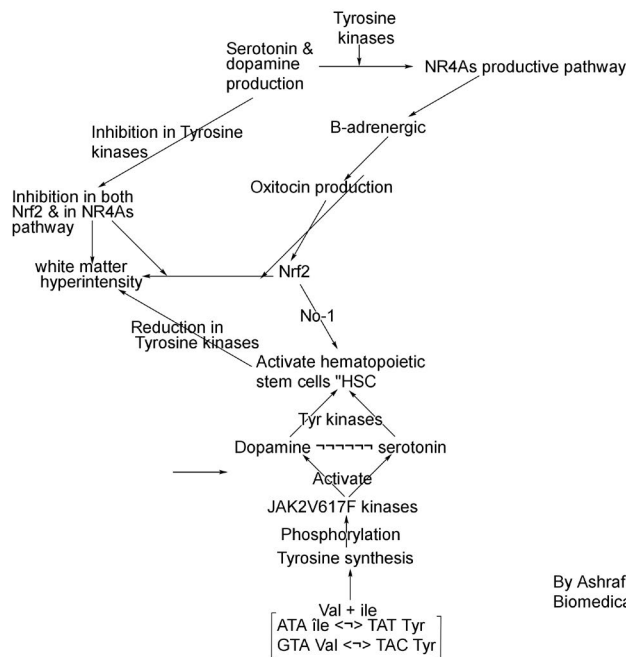 Tyrosine
kinases
Serotonin &
dopamine
production
NR4As productive pathway
B-adrenergic
Inhibition in Tyrosine
kinases
Oxitocin production
Inhibition in both
Nrf2 & in NR4As
pathway
white matter
hyperintensity
Nrf2
No-1
Reduction in
Tyrosine kinases
Activate hematopoietic
stem cells "HSC
Tyr kinases
Dopamine ¬¬¬¬¬¬ serotonin
Activate
JAK2V617F kinases
Phosphorylation
Tyrosine synthesis
By Ashraf
Val + ile
ATA île <¬> TAT Tyr
GTA Val <¬> TAC Tyr